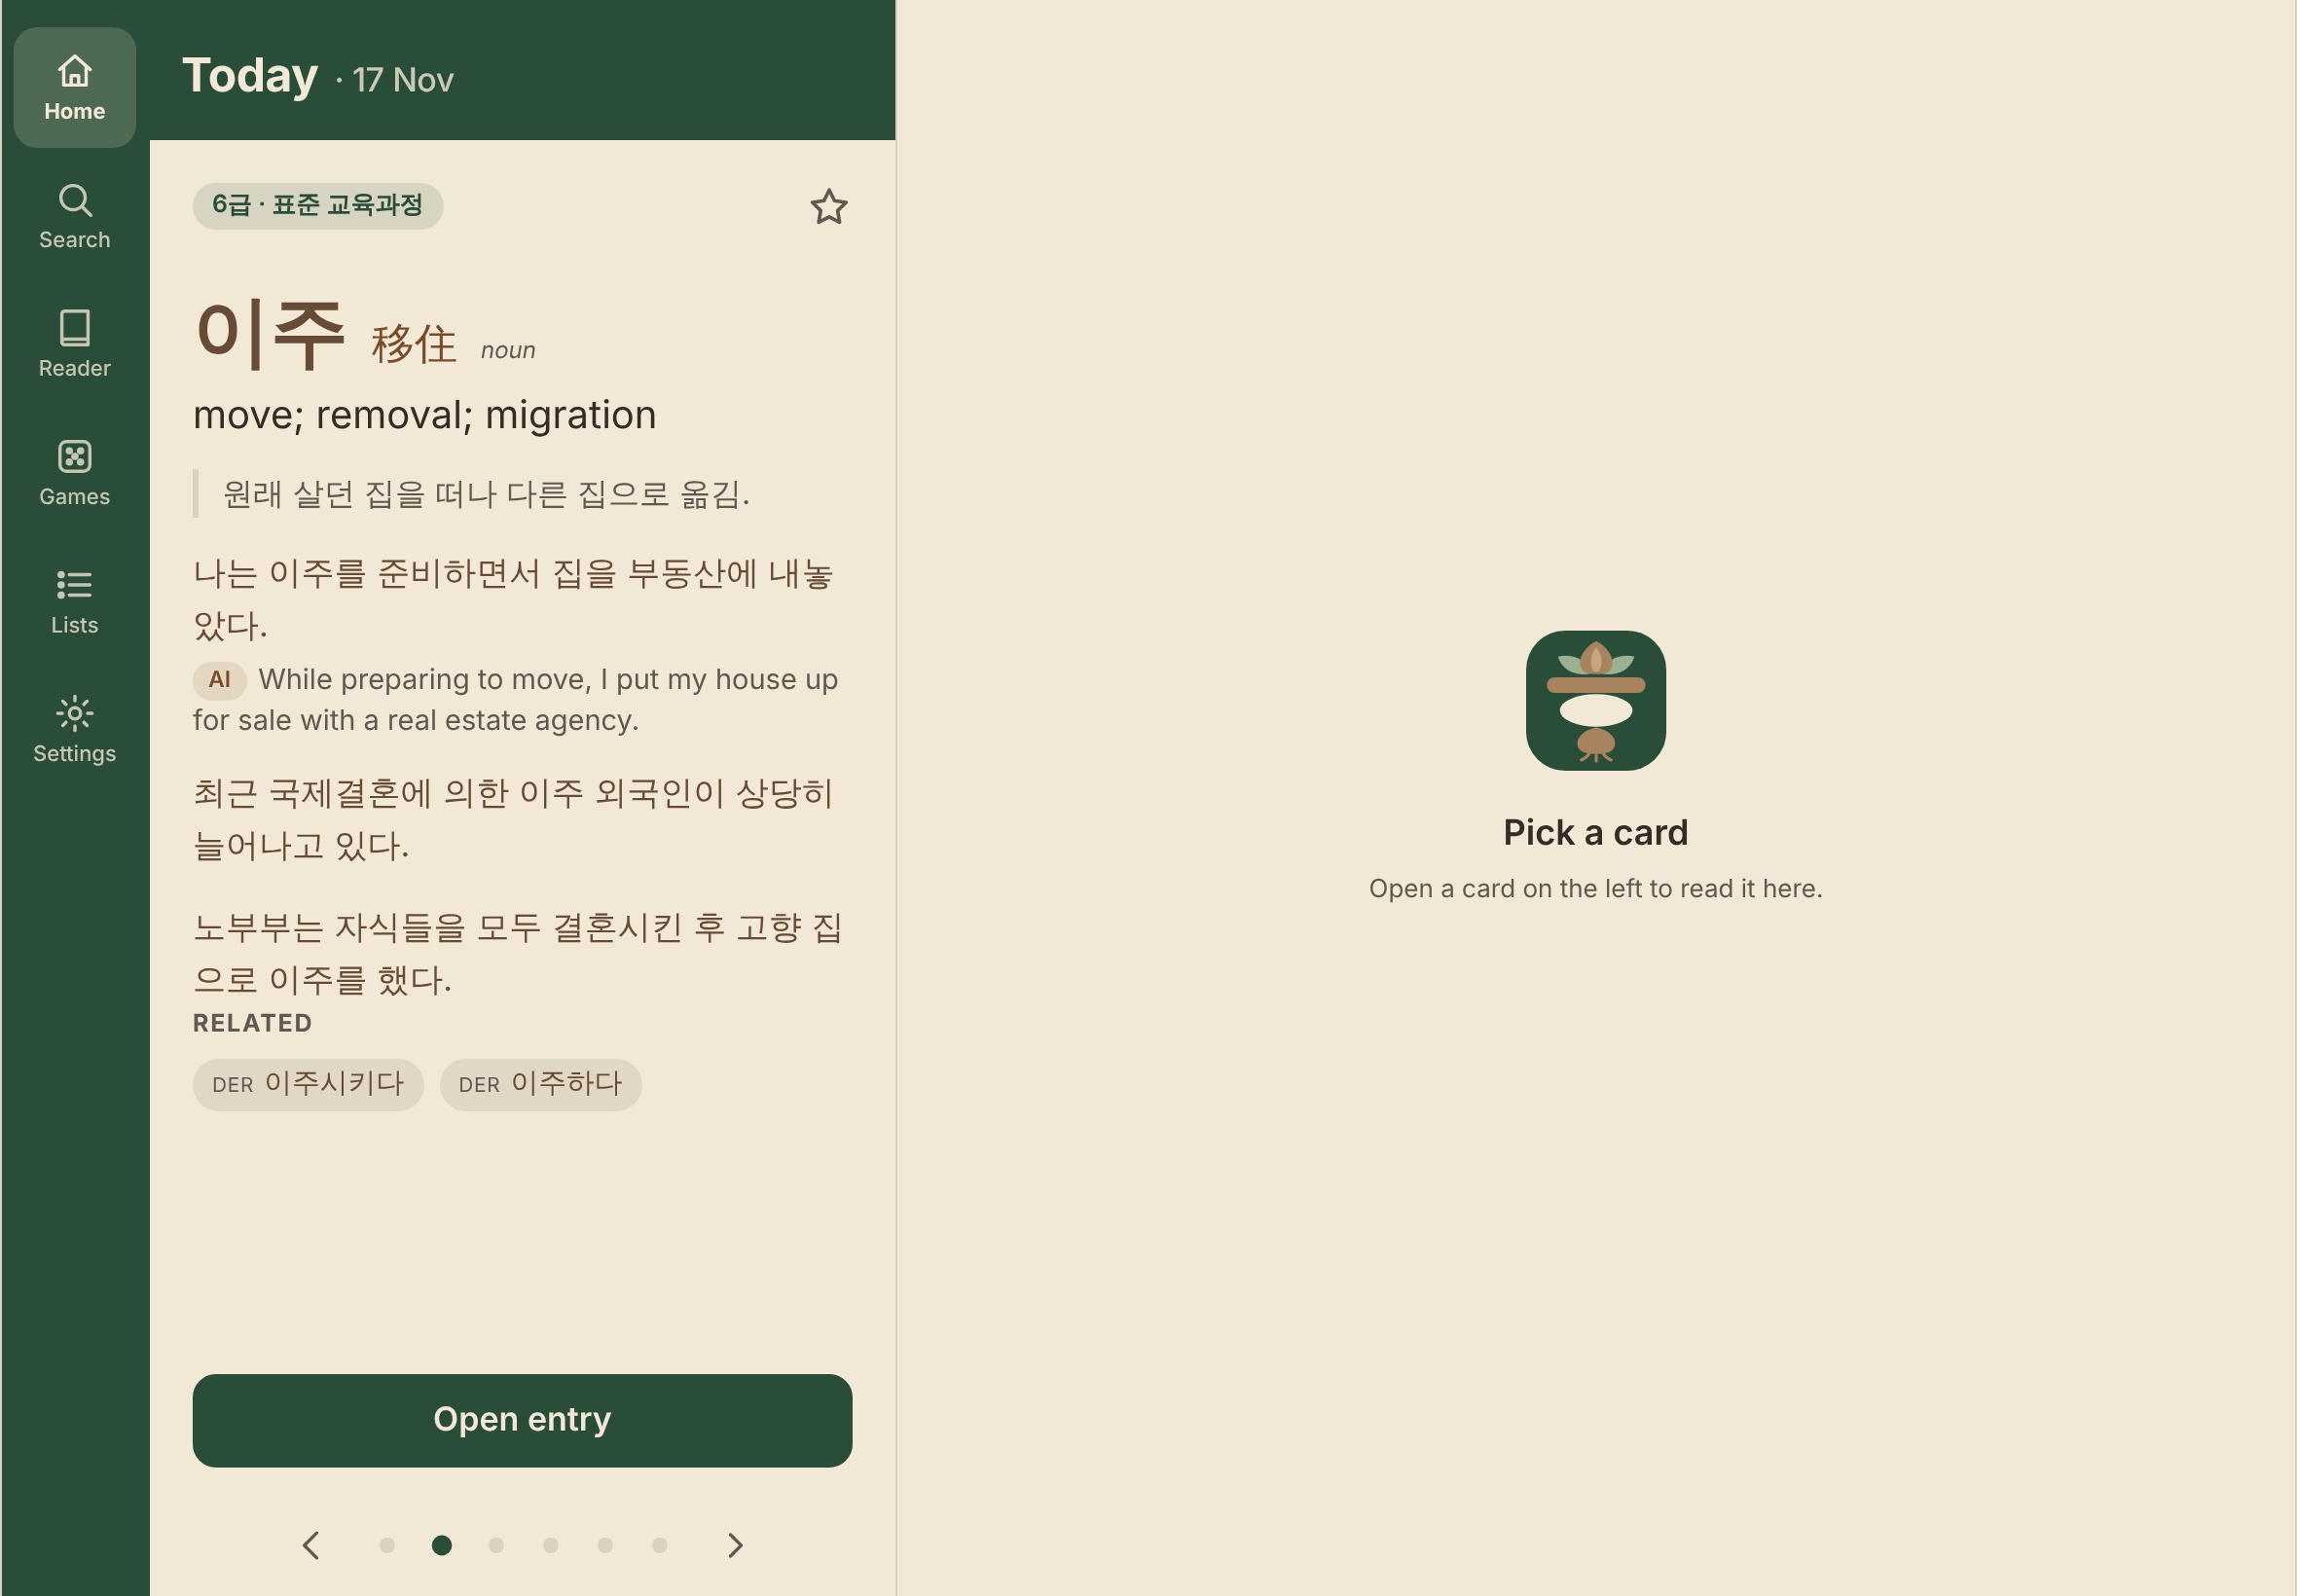 Home
Search
Reader
Games
Lists
Settings
Today · 17 Nov
6급 · 표준 교육과정
이주 移住 noun
move; removal; migration
원래 살던 집을 떠나 다른 집으로 옮김.
나는 이주를 준비하면서 집을 부동산에 내놓
았다.
AI While preparing to move, I put my house up
for sale with a real estate agency.
최근 국제결혼에 의한 이주 외국인이 상당히
늘어나고 있다.
노부부는 자식들을 모두 결혼시킨 후 고향 집
으로 이주를 했다.
RELATED
DER 이주시키다 DER 이주하다
Open entry
Pick a card
Open a card on the left to read it here.